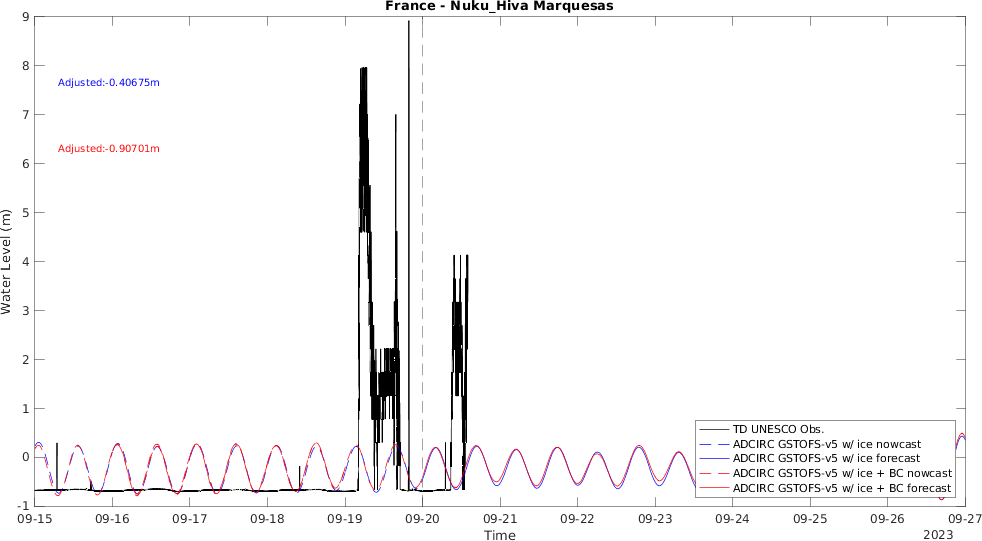 France - Nuku_Hiva Marquesas
9
8
7
6
5
4
3
2
1
0
-1
Water Level (m)
Adjusted:-0.40675m
Adjusted:-0.90701m
TD UNESCO Obs.
ADCIRC GSTOFS-v5 w/ ice nowcast
ADCIRC GSTOFS-v5 w/ ice forecast
ADCIRC GSTOFS-v5 w/ ice + BC nowcast
ADCIRC GSTOFS-v5 w/ ice + BC forecast
09-15 09-16 09-17 09-18 09-19 09-20 09-21 09-22 09-23 09-24 09-25 09-26 09-27
Time
2023